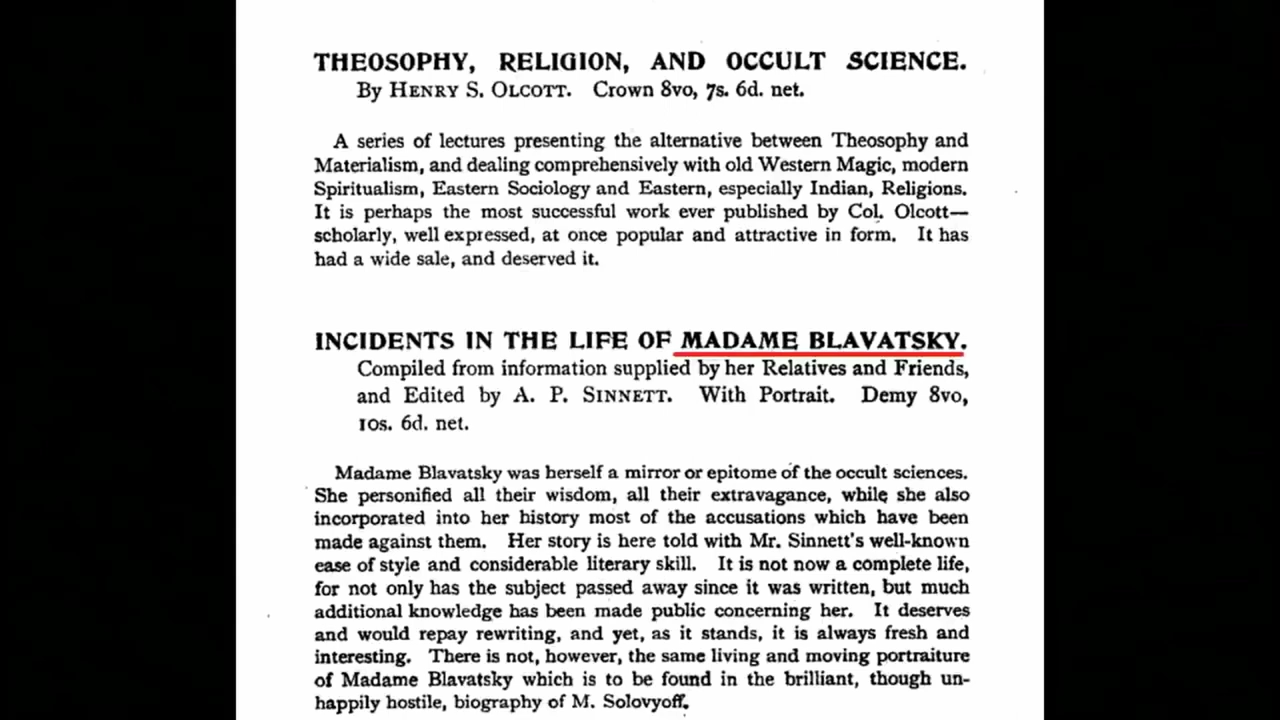 THEOSOPHY, RELIGION, AND OCCULT SCIENCE.
By HENRY S. OLCOTT. Crown 8vo, 7s. 6d. net.
A series of lectures presenting the alternative between Theosophy and
Materialism, and dealing comprehensively with old Western Magic, modern
Spiritualism, Eastern Sociology and Eastern, especially Indian, Religions.
It is perhaps the most successful work ever published by Col. Olcott—
scholarly, well expressed, at once popular and attractive in form. It has
had a wide sale, and deserved it.
INCIDENTS IN THE LIFE OF MADAME BLAVATSKY.
Compiled from information supplied by her Relatives and Friends,
and Edited by A. P. SINNETT. With Portrait. Demy 8vo,
10s. 6d. net.
Madame Blavatsky was herself a mirror or epitome of the occult sciences.
She personified all their wisdom, all their extravagance, while she also
incorporated into her history most of the accusations which have been
made against them. Her story is here told with Mr. Sinnett's well-known
ease of style and considerable literary skill. It is not now a complete life,
for not only has the subject passed away since it was written, but much
additional knowledge has been made public concerning her. It deserves
and would repay rewriting, and yet, as it stands, it is always fresh and
interesting. There is not, however, the same living and moving portraiture
of Madame Blavatsky which is to be found in the brilliant, though un-
happily hostile, biography of M. Solovyoff.